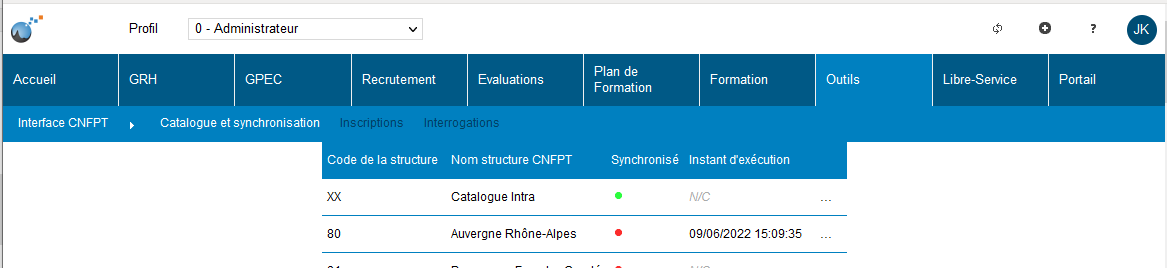 Profil 0 - Administrateur ? JK
Accueil GRH GPEC Recrutement Evaluations Plan de Formation Formation Outils Libre-Service Portail
Interface CNFPT Catalogue et synchronisation Inscriptions Interrogations
Code de la structure Nom structure CNFPT Synchronisé Instant d'exécution
XX Catalogue Intra N/C ...
80 Auvergne Rhône-Alpes 09/06/2022 15:09:35 ...